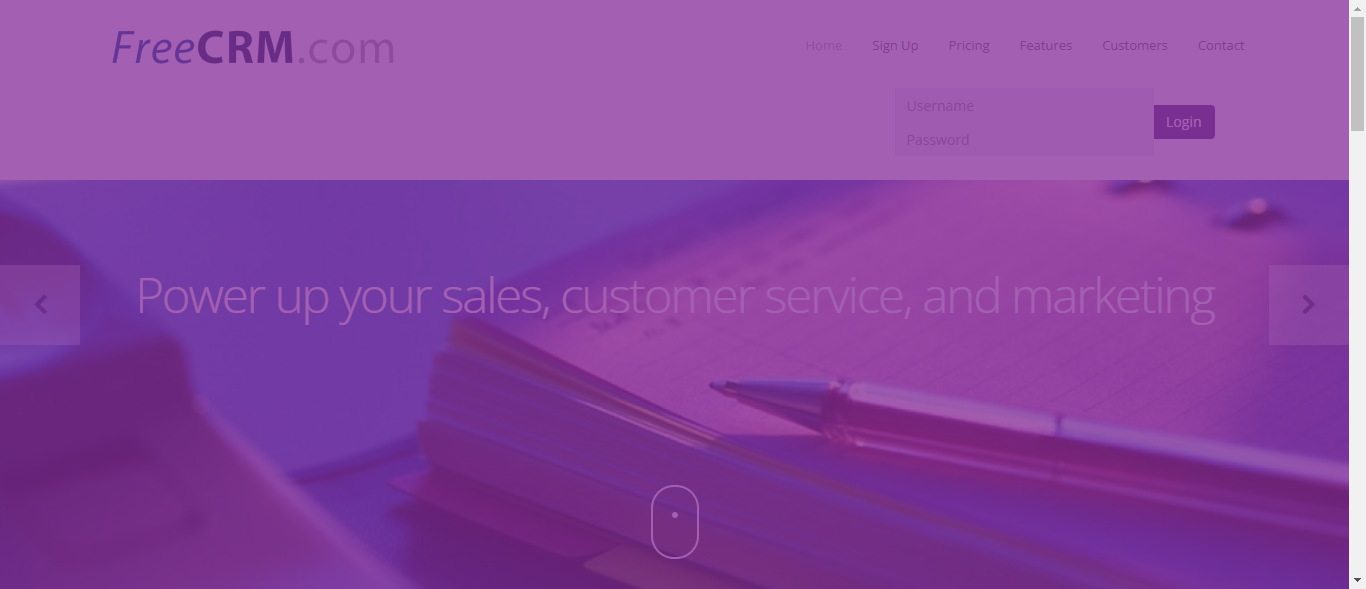 FreeCRM.com
Home Sign Up Pricing Features Customers Contact
Username
Password
Login
Power up your sales, customer service, and marketing